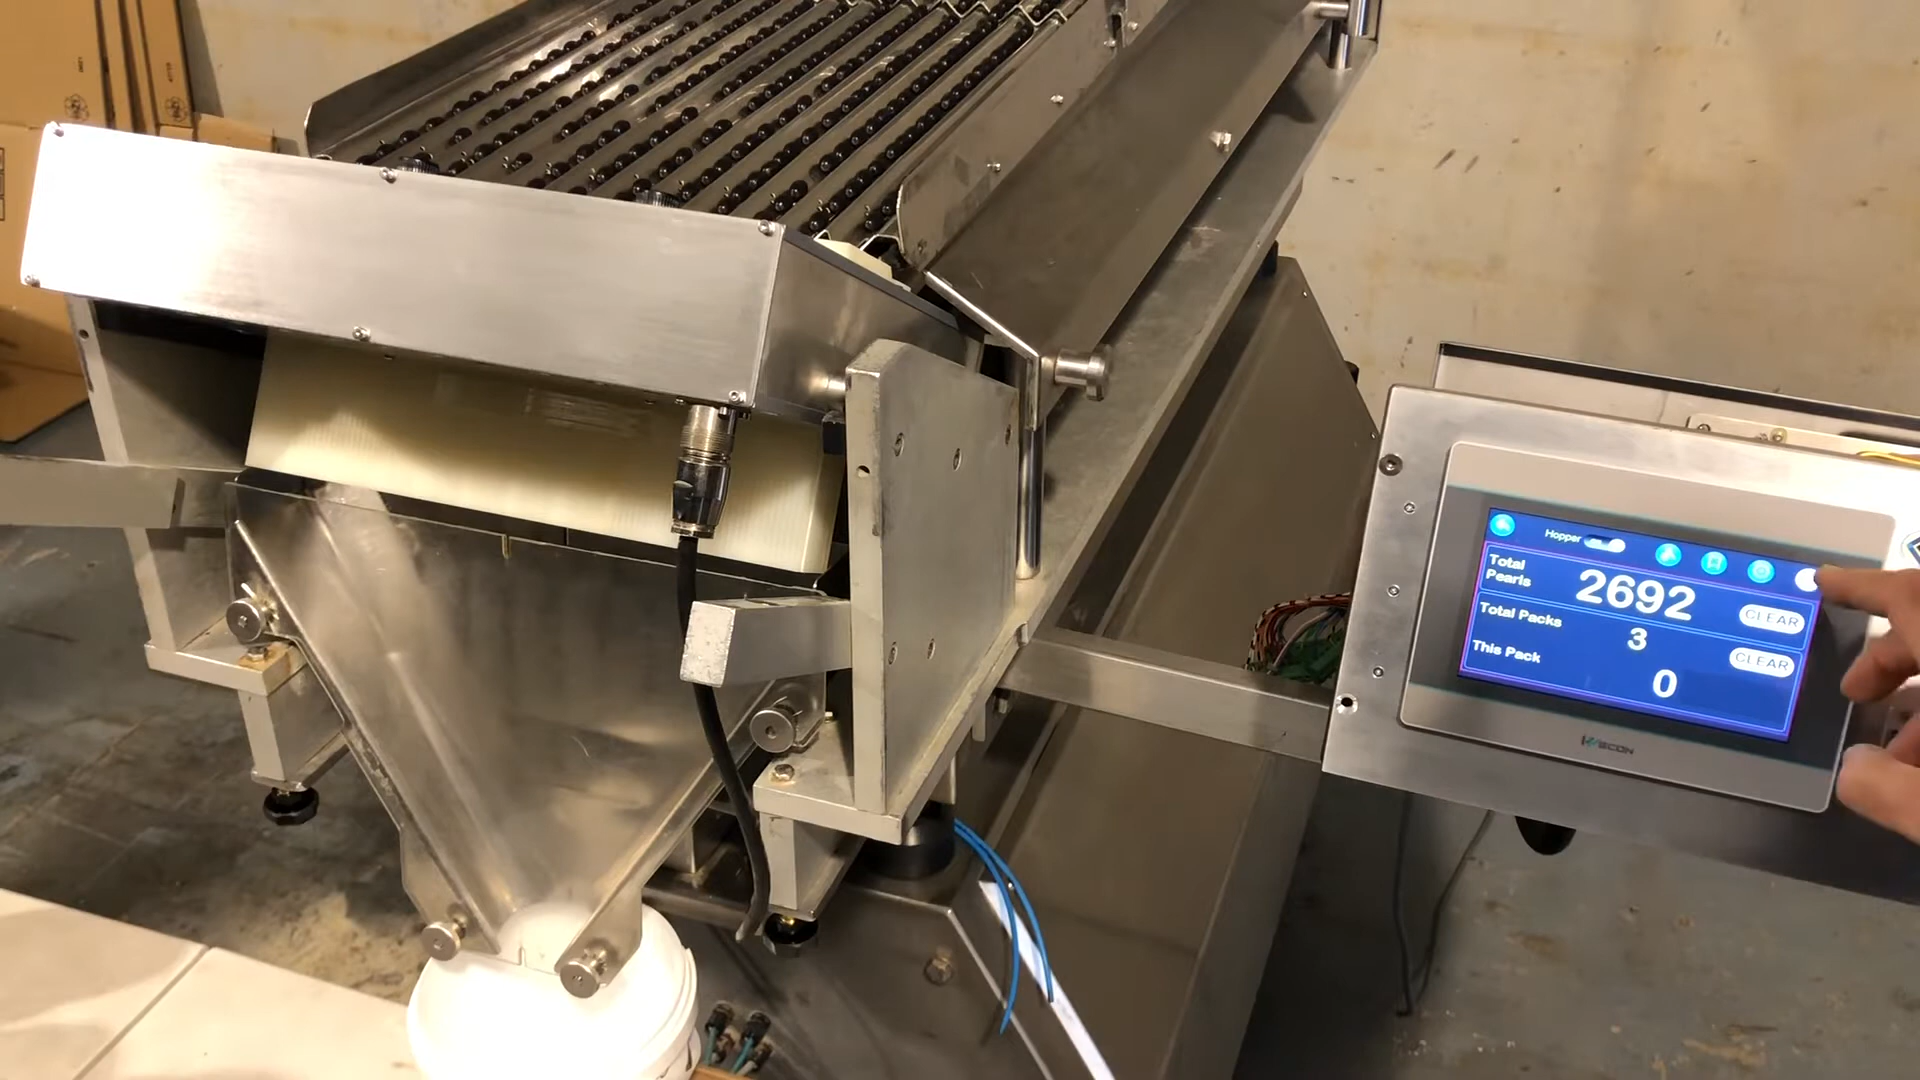 Hopper
Total Pearls
2692
CLEAR
Total Packs
3
CLEAR
This Pack
0